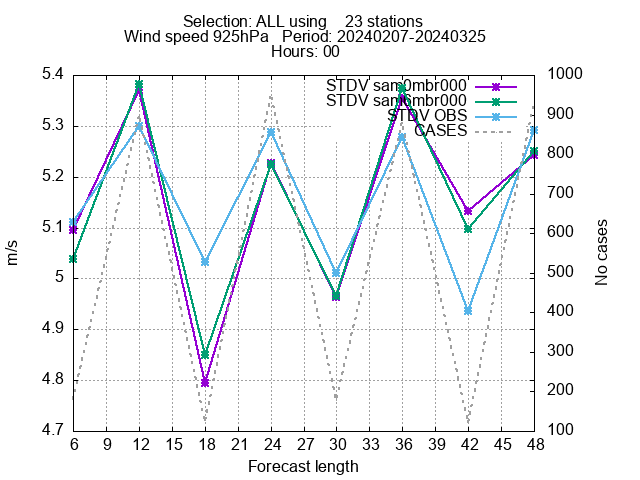 Selection: ALL using 23 stations
Wind speed 925hPa Period: 20240207-20240325
Hours: 00
STDV sam0mbr000
STDV sam0mbr000
STDV OBS
CASES
5.4
5.3
5.2
5.1
5
4.9
4.8
4.7
m/s
1000
900
800
700
600
500
400
300
200
100
No cases
6 9 12 15 18 21 24 27 30 33 36 39 42 45 48
Forecast length